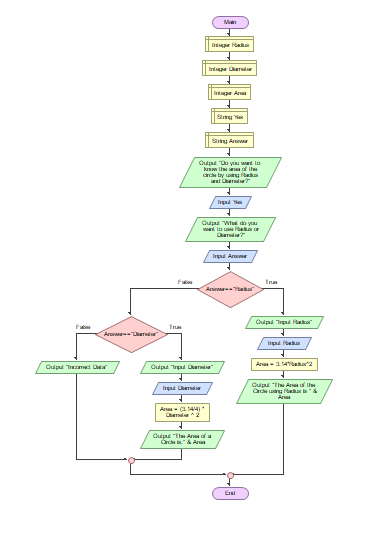 Main
Integer Radius
Integer Diameter
Integer Area
String Yes
String Answer
Output "Do you want to
know the area of the
circle by using Radius
and Diameter?"
Input Yes
Output "What do you
want to use Radius or
Diameter?"
Input Answer
False
Answer=="Radius"
True
False
Answer=="Diameter"
True
Output "Input Radius"
Input Radius
Output "Incorrect Data"
Output "Input Diameter"
Area = 3.14*Radius^2
Input Diameter
Output "The Area of the
Circle using Radius is " &
Area
Area = (3.14/4) *
Diameter ^ 2
Output "The Area of a
Circle is:" & Area
End